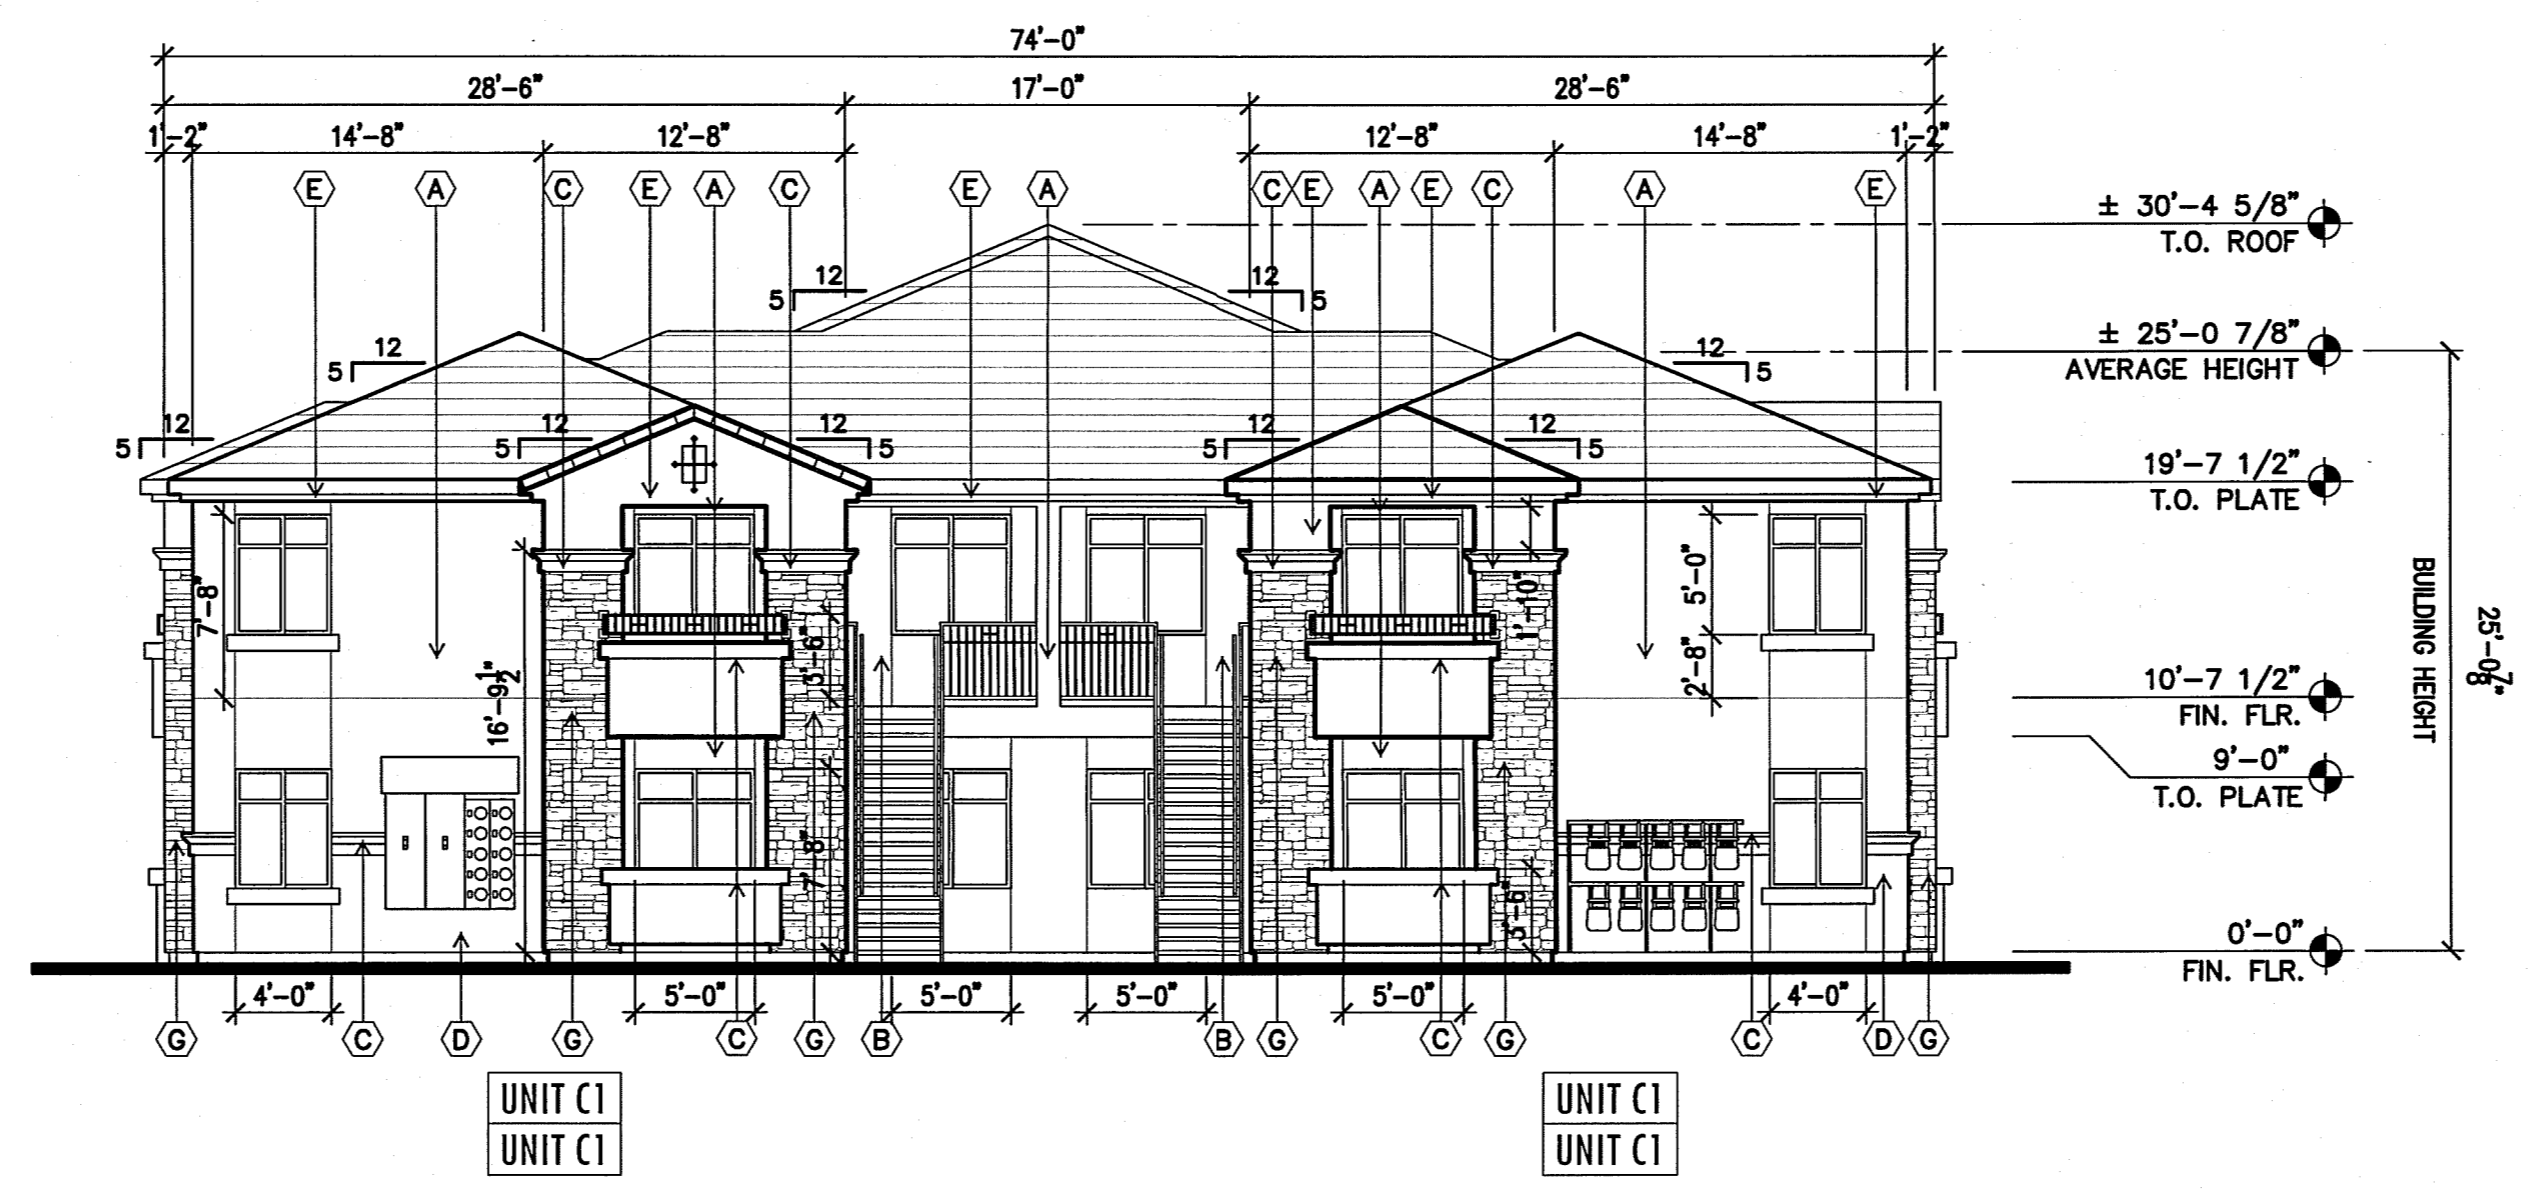 74'-0"
28'-6" 17'-0" 28'-6"
1'-2" 14'-8" 12'-8" 12'-8" 14'-8" 1'-2"
E A C E A C E A C E A E C A E
± 30'-4 5/8"
T.O. ROOF
12 12
5 5
± 25'-0 7/8"
AVERAGE HEIGHT
12 12
5 5
12 12 12 12 12
5 5 5 5 5
19'-7 1/2"
T.O. PLATE
7'-8"
16'-9 1/2"
3'-6"
7'-8"
1'-10"
3'-6"
5'-0"
2'-8"
10'-7 1/2"
FIN. FLR.
9'-0"
T.O. PLATE
0'-0"
FIN. FLR.
BUILDING HEIGHT
25'-0 7/8"
4'-0" 5'-0" 5'-0" 5'-0" 5'-0" 4'-0"
G C D G C G B B G C G C D G
UNIT C1 UNIT C1
UNIT C1 UNIT C1